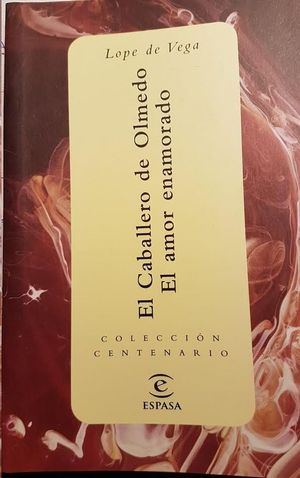 Lope de Vega
El Caballero de Olmedo
El amor enamorado
COLECCIÓN
CENTENARIO
e
ESPASA